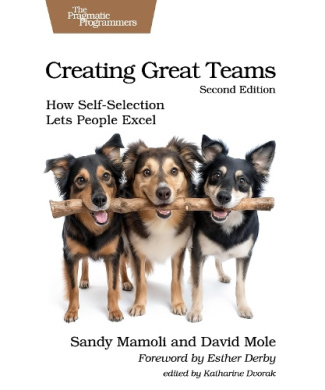 The
Pragmatic
Programmers
Creating Great Teams
Second Edition
How Self-Selection
Lets People Excel
Sandy Mamoli and David Mole
Foreword by Esther Derby
edited by Katharine Dvorak